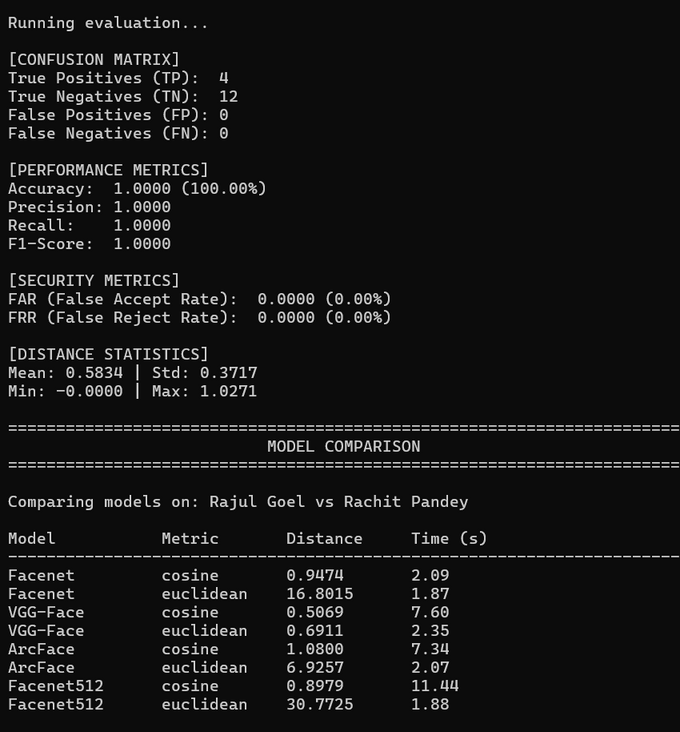 Running evaluation...
[CONFUSION MATRIX]
True Positives (TP):  4
True Negatives (TN):  12
False Positives (FP): 0
False Negatives (FN): 0
[PERFORMANCE METRICS]
Accuracy:  1.0000 (100.00%)
Precision: 1.0000
Recall:    1.0000
F1-Score:  1.0000
[SECURITY METRICS]
FAR (False Accept Rate):  0.0000 (0.00%)
FRR (False Reject Rate):  0.0000 (0.00%)
[DISTANCE STATISTICS]
Mean: 0.5834 | Std: 0.3717
Min: -0.0000 | Max: 1.0271
======================================================================
MODEL COMPARISON
======================================================================
Comparing models on: Rajul Goel vs Rachit Pandey
Model           Metric       Distance     Time (s)
----------------------------------------------------------------------
Facenet         cosine       0.9474       2.09
Facenet         euclidean    16.8015      1.87
VGG-Face        cosine       0.5069       7.60
VGG-Face        euclidean    0.6911       2.35
ArcFace         cosine       1.0800       7.34
ArcFace         euclidean    6.9257       2.07
Facenet512      cosine       0.8979       11.44
Facenet512      euclidean    30.7725      1.88